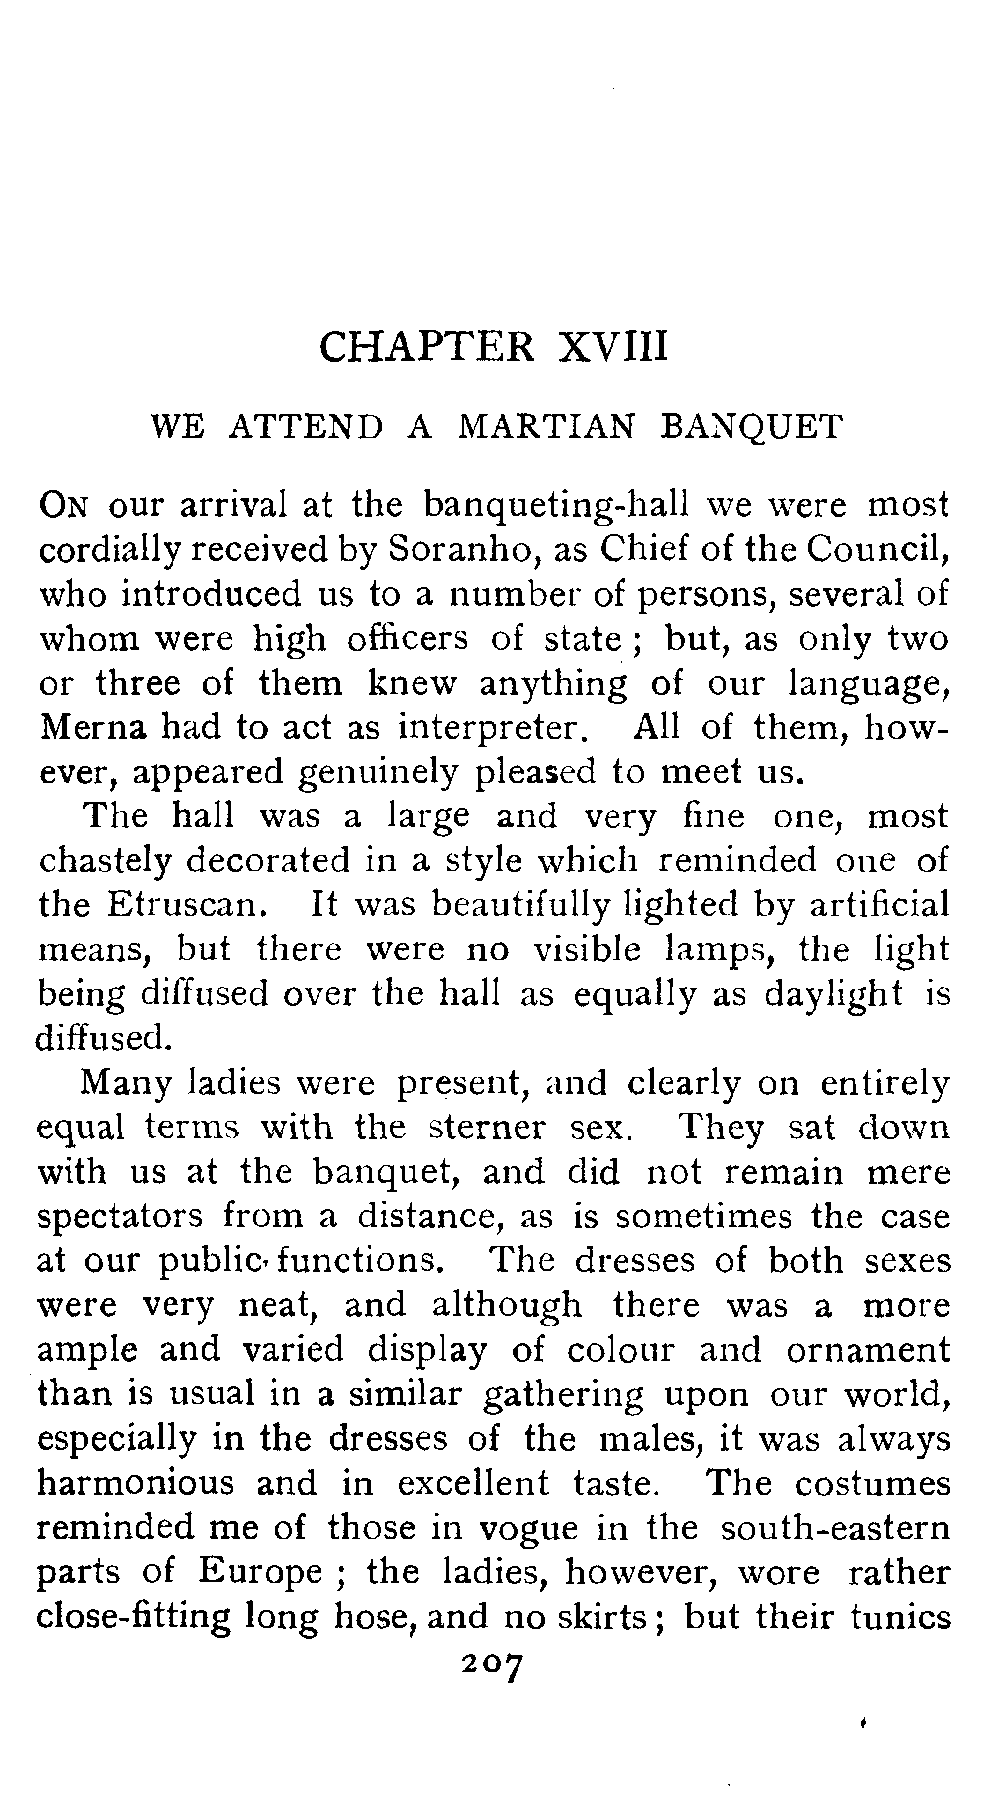 CHAPTER XVIII
WE ATTEND A MARTIAN BANQUET
ON our arrival at the banqueting-hall we were most
cordially received by Soranho, as Chief of the Council,
who introduced us to a number of persons, several of
whom were high officers of state ; but, as only two
or three of them knew anything of our language,
Merna had to act as interpreter. All of them, how-
ever, appeared genuinely pleased to meet us.
The hall was a large and very fine one, most
chastely decorated in a style which reminded one of
the Etruscan. It was beautifully lighted by artificial
means, but there were no visible lamps, the light
being diffused over the hall as equally as daylight is
diffused.
Many ladies were present, and clearly on entirely
equal terms with the sterner sex. They sat down
with us at the banquet, and did not remain mere
spectators from a distance, as is sometimes the case
at our public functions. The dresses of both sexes
were very neat, and although there was a more
ample and varied display of colour and ornament
than is usual in a similar gathering upon our world,
especially in the dresses of the males, it was always
harmonious and in excellent taste. The costumes
reminded me of those in vogue in the south-eastern
parts of Europe ; the ladies, however, wore rather
close-fitting long hose, and no skirts ; but their tunics
207